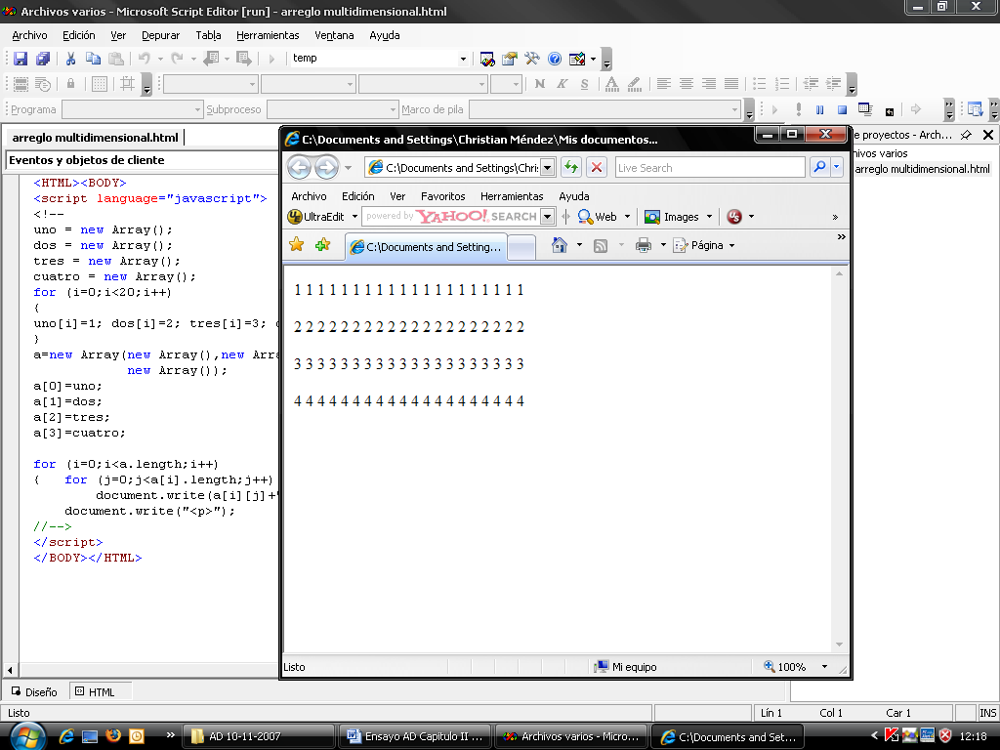 Archivos varios - Microsoft Script Editor [run] - arreglo multidimensional.html
Archivo Edición Ver Depurar Tabla Herramientas Ventana Ayuda
temp
N K S A
Programa Subproceso Marco de pila
arreglo multidimensional.html
Eventos y objetos de cliente
<HTML><BODY>
<script language="javascript">
<!--
uno = new Array();
dos = new Array();
tres = new Array();
cuatro = new Array();
for (i=0;i<20;i++)
{
uno[i]=1; dos[i]=2; tres[i]=3;
}
a=new Array(new Array(),new Arra
new Array());
a[0]=uno;
a[1]=dos;
a[2]=tres;
a[3]=cuatro;
for (i=0;i<a.length;i++)
{ for (j=0;j<a[i].length;j++)
document.write(a[i][j]+"
document.write("<p>");
//-->
</script>
</BODY></HTML>
Diseño HTML
C:\Documents and Settings\Christian Méndez\Mis documentos...
C:\Documents and Settings\Chris Live Search
Archivo Edición Ver Favoritos Herramientas Ayuda
UltraEdit powered by YAHOO! SEARCH Web Images »
C:\Documents and Setting... Página »
1 1 1 1 1 1 1 1 1 1 1 1 1 1 1 1 1 1 1 1
2 2 2 2 2 2 2 2 2 2 2 2 2 2 2 2 2 2 2 2
3 3 3 3 3 3 3 3 3 3 3 3 3 3 3 3 3 3 3 3
4 4 4 4 4 4 4 4 4 4 4 4 4 4 4 4 4 4 4 4
Listo Mi equipo 100%
e proyectos - Arch...
hivos varios
arreglo multidimensional.html
Listo Lín 1 Col 1 Car 1 INS
» AD 10-11-2007 Ensayo AD Capitulo II ... Archivos varios - Micro... C:\Documents and Set... 12:18